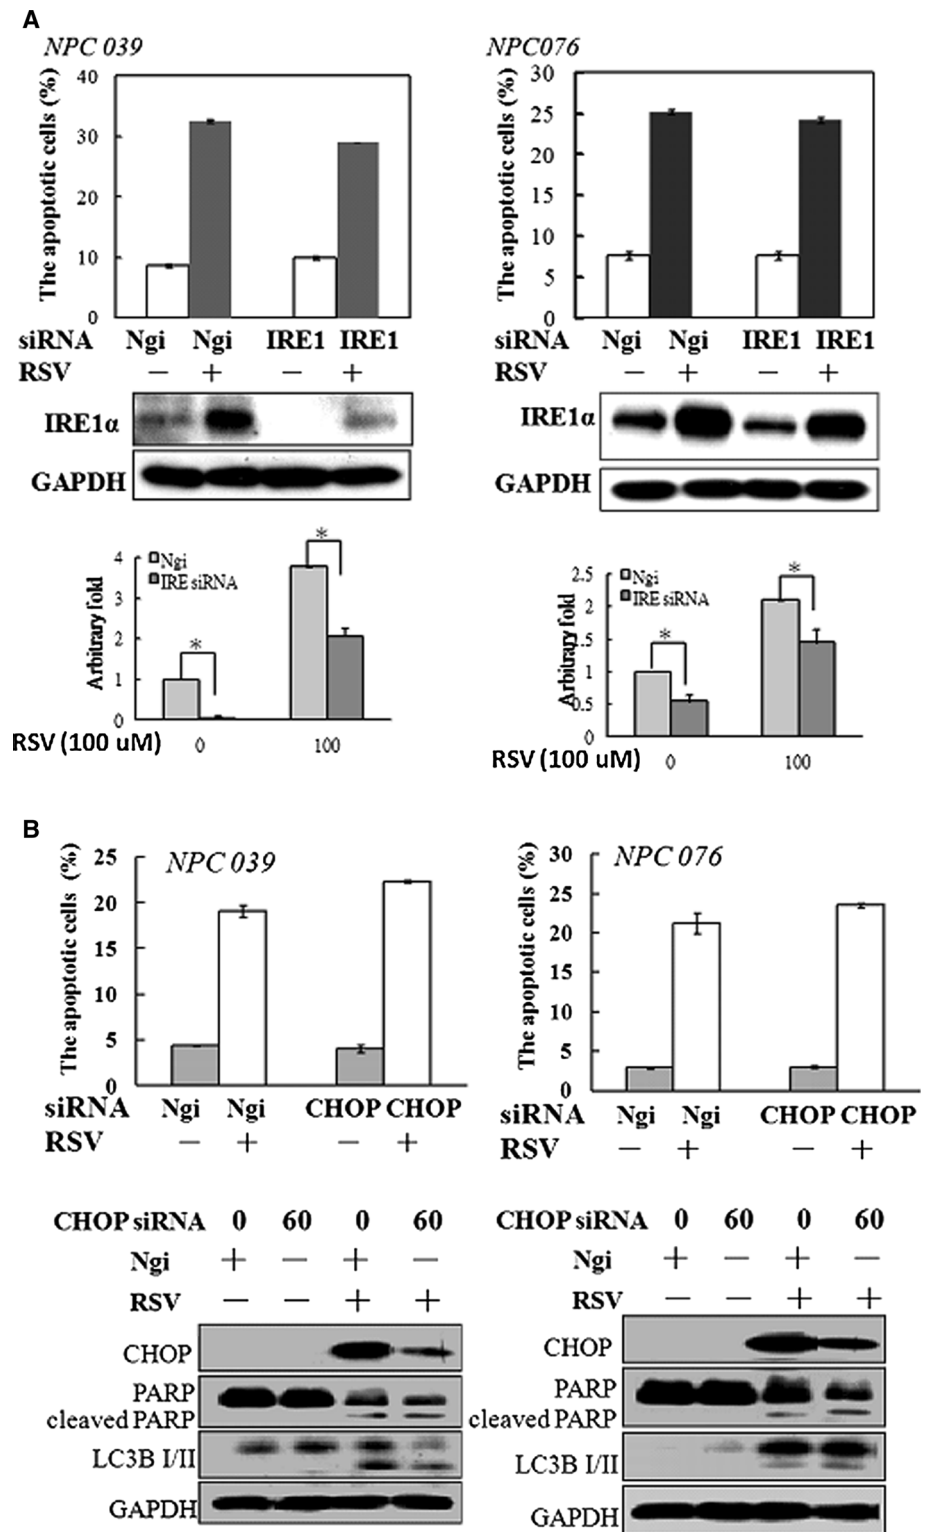 A
NPC 039
The apoptotic cells (%)
40
30
20
10
0
siRNA Ngi Ngi IRE1 IRE1
RSV − + − +
IRE1α
GAPDH
Arbitrary fold
4
3
2
1
0
Ngi
IRE siRNA
*
*
RSV (100 uM) 0 100
NPC076
The apoptotic cells (%)
30
25
20
15
10
5
0
Ngi Ngi IRE1 IRE1
− + − +
IRE1α
GAPDH
Arbitrary fold
2.5
2
1.5
1
0.5
0
Ngi
IRE siRNA
*
*
RSV (100 uM) 0 100
B
NPC 039
The apoptotic cells (%)
25
20
15
10
5
0
siRNA Ngi Ngi CHOP CHOP
RSV − + − +
CHOP siRNA 0 60 0 60
Ngi + − + −
RSV − − + +
CHOP
PARP
cleaved PARP
LC3B I/II
GAPDH
NPC 076
The apoptotic cells (%)
30
25
20
15
10
5
0
siRNA Ngi Ngi CHOP CHOP
RSV − + − +
CHOP siRNA 0 60 0 60
Ngi + − + −
RSV − − + +
CHOP
PARP
cleaved PARP
LC3B I/II
GAPDH